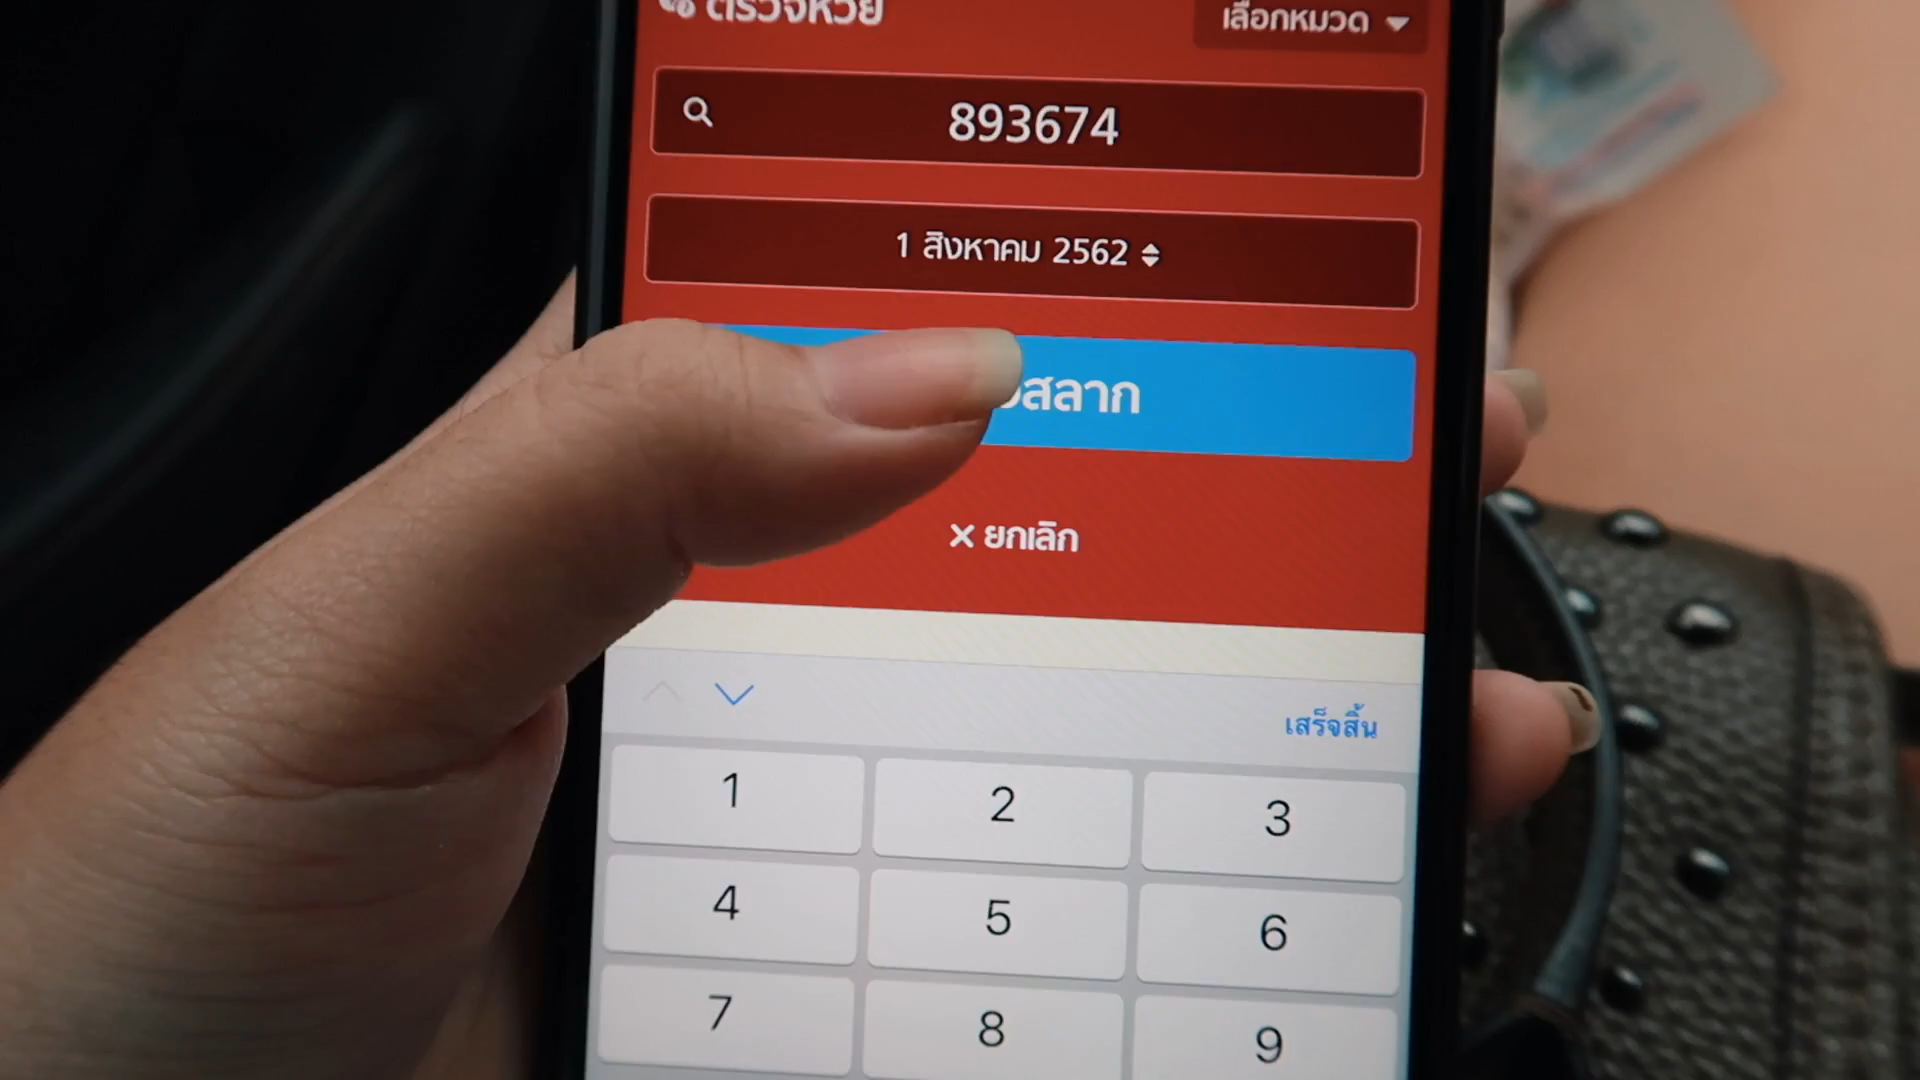 ตรวจหวย
เลือกหมวด
893674
1 สิงหาคม 2562
สลาก
× ยกเลิก
เสร็จสิ้น
1 2 3
4 5 6
7 8 9